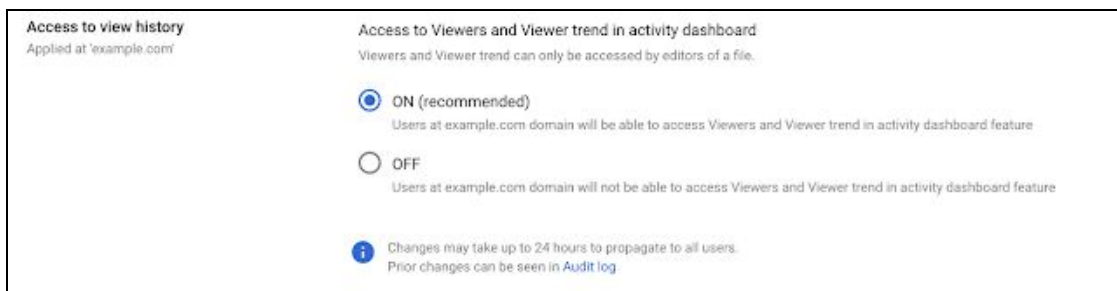 Access to view history
Applied at 'example.com'
Access to Viewers and Viewer trend in activity dashboard
Viewers and Viewer trend can only be accessed by editors of a file.
ON (recommended)
Users at example.com domain will be able to access Viewers and Viewer trend in activity dashboard feature
OFF
Users at example.com domain will not be able to access Viewers and Viewer trend in activity dashboard feature
Changes may take up to 24 hours to propagate to all users.
Prior changes can be seen in Audit log